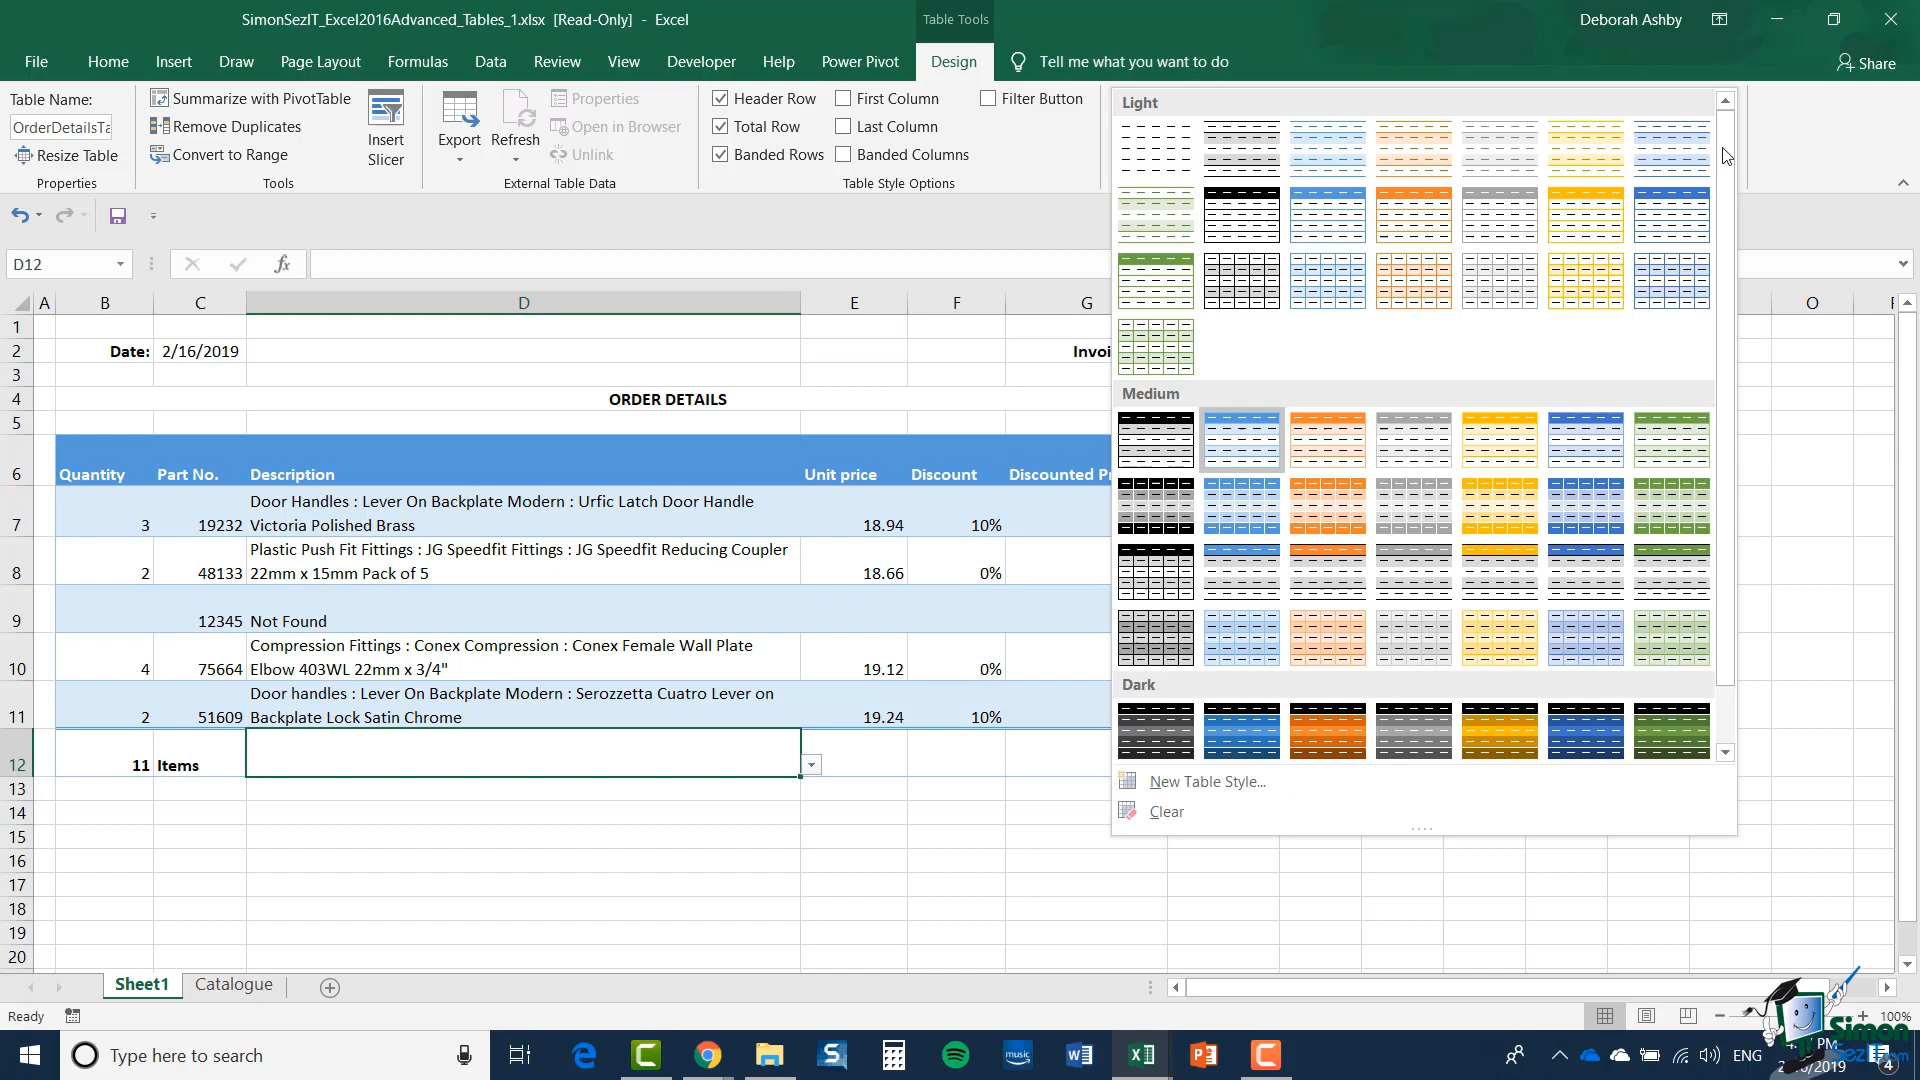 SimonSezIT_Excel2016Advanced_Tables_1.xlsx [Read-Only] - Excel
Table Tools
Deborah Ashby
File Home Insert Draw Page Layout Formulas Data Review View Developer Help Power Pivot Design Tell me what you want to do Share
Table Name:
OrderDetailsTa
Resize Table
Properties
Summarize with PivotTable
Remove Duplicates
Convert to Range
Tools
Insert Slicer
Export
Refresh
Properties
Open in Browser
Unlink
External Table Data
Header Row
Total Row
Banded Rows
First Column
Last Column
Banded Columns
Filter Button
Table Style Options
Light
Medium
Dark
New Table Style...
Clear
D12
fx
A B C D E F G O
1
2 Date: 2/16/2019 Invoi
3
4 ORDER DETAILS
5
6 Quantity Part No. Description Unit price Discount Discounted Pr
Door Handles : Lever On Backplate Modern : Urfic Latch Door Handle
7 3 19232 Victoria Polished Brass 18.94 10%
Plastic Push Fit Fittings : JG Speedfit Fittings : JG Speedfit Reducing Coupler
8 2 48133 22mm x 15mm Pack of 5 18.66 0%
9 12345 Not Found
Compression Fittings : Conex Compression : Conex Female Wall Plate
10 4 75664 Elbow 403WL 22mm x 3/4" 19.12 0%
Door handles : Lever On Backplate Modern : Serozzetta Cuatro Lever on
11 2 51609 Backplate Lock Satin Chrome 19.24 10%
12 11 Items
13
14
15
16
17
18
19
20
Sheet1 Catalogue
Ready
100%
Type here to search
music
ENG
PM
4
Simon
SezIT.com